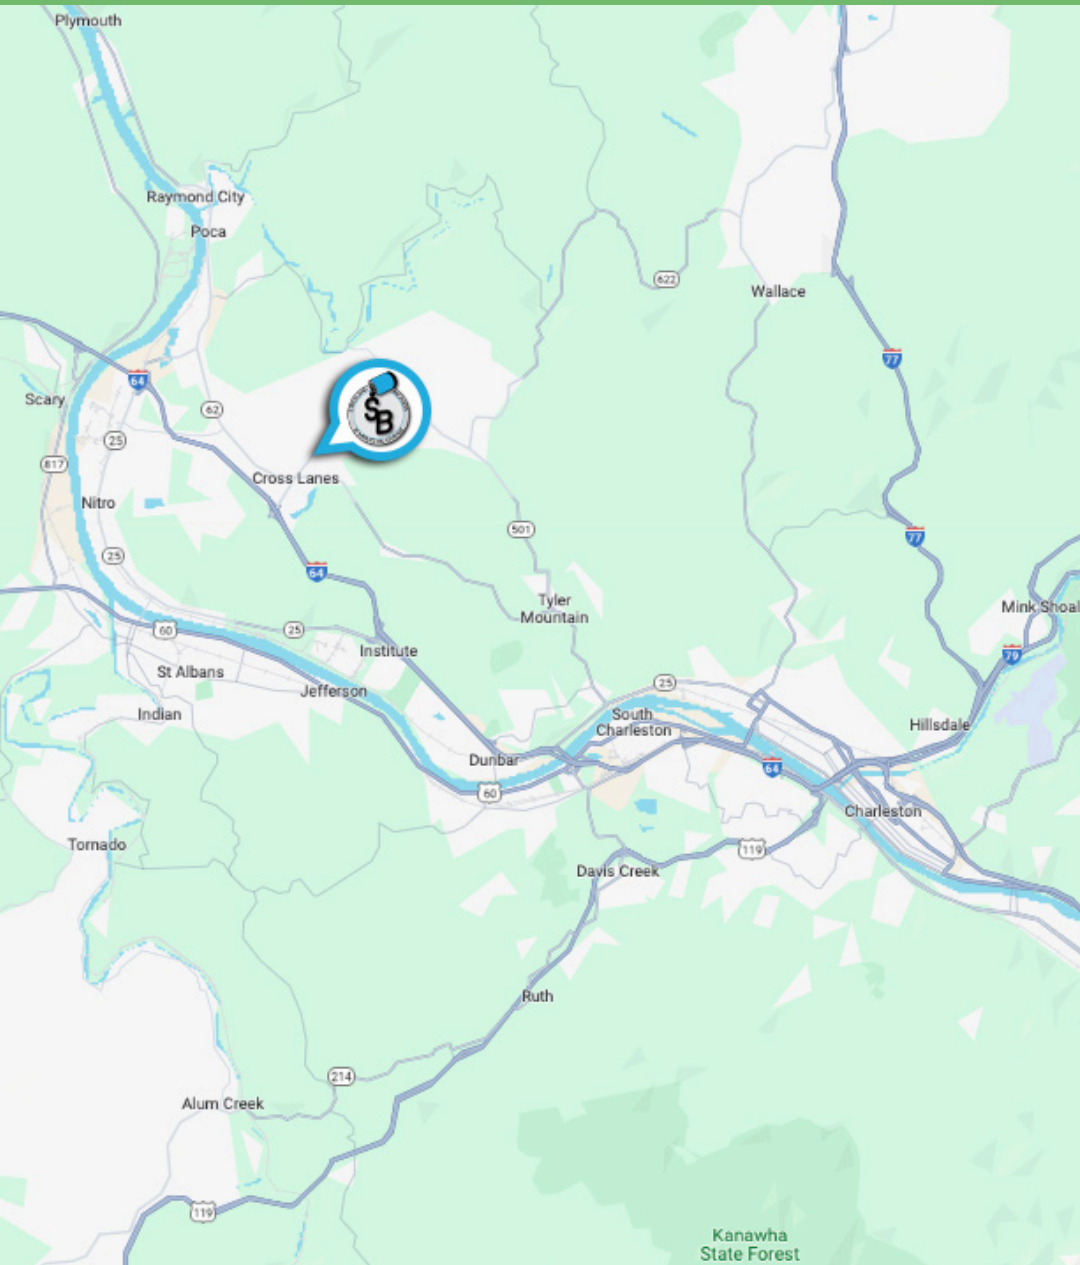 Plymouth
Raymond City
Poca
622
Wallace
77
64
Scary
62
25
SB
817
Cross Lanes
Nitro
501
77
25
64
Tyler
Mountain
Mink Shoal
60
25
Institute
79
St Albans
Jefferson
25
Indian
South
Charleston
Hillsdale
Dunbar
64
60
Charleston
Tornado
119
Davis Creek
Ruth
214
Alum Creek
119
Kanawha
State Forest